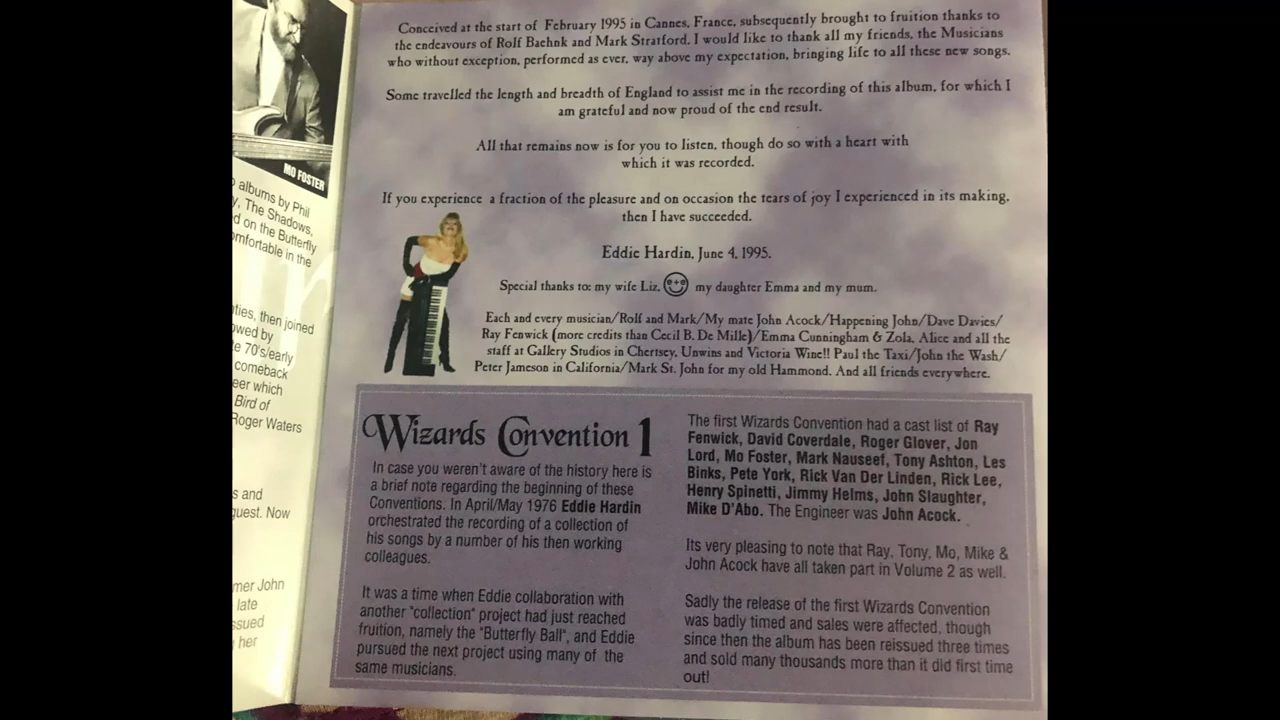 MO FOSTER
albums by Phil
The Shadows,
on the Butterfly
omfortable in the
ties, then joined
owed by
70's/early
comeback
eer which
Bird of
Roger Waters
s and
guest. Now
mer John
late
ssued
her
Conceived at the start of February 1995 in Cannes, France, subsequently brought to fruition thanks to
the endeavours of Rolf Baehnk and Mark Stratford. I would like to thank all my friends, the Musicians
who without exception, performed as ever, way above my expectation, bringing life to all these new songs.
Some travelled the length and breadth of England to assist me in the recording of this album, for which I
am grateful and now proud of the end result.
All that remains now is for you to listen, though do so with a heart with
which it was recorded.
If you experience a fraction of the pleasure and on occasion the tears of joy I experienced in its making,
then I have succeeded.
Eddie Hardin, June 4, 1995.
Special thanks to: my wife Liz, my daughter Emma and my mum.
Each and every musician/Rolf and Mark/My mate John Acock/Happening John/Dave Davies/
Ray Fenwick (more credits than Cecil B. De Mille)/Emma Cunningham & Zola, Alice and all the
staff at Gallery Studios in Chertsey, Unwins and Victoria Wine!! Paul the Taxi/John the Wash/
Peter Jameson in California/Mark St. John for my old Hammond. And all friends everywhere.
Wizards Convention 1
In case you weren't aware of the history here is
a brief note regarding the beginning of these
Conventions. In April/May 1976 Eddie Hardin
orchestrated the recording of a collection of
his songs by a number of his then working
colleagues.
It was a time when Eddie collaboration with
another "collection" project had just reached
fruition, namely the "Butterfly Ball", and Eddie
pursued the next project using many of the
same musicians.
The first Wizards Convention had a cast list of Ray
Fenwick, David Coverdale, Roger Glover, Jon
Lord, Mo Foster, Mark Nauseef, Tony Ashton, Les
Binks, Pete York, Rick Van Der Linden, Rick Lee,
Henry Spinetti, Jimmy Helms, John Slaughter,
Mike D'Abo. The Engineer was John Acock.
Its very pleasing to note that Ray, Tony, Mo, Mike &
John Acock have all taken part in Volume 2 as well.
Sadly the release of the first Wizards Convention
was badly timed and sales were affected, though
since then the album has been reissued three times
and sold many thousands more than it did first time
out!